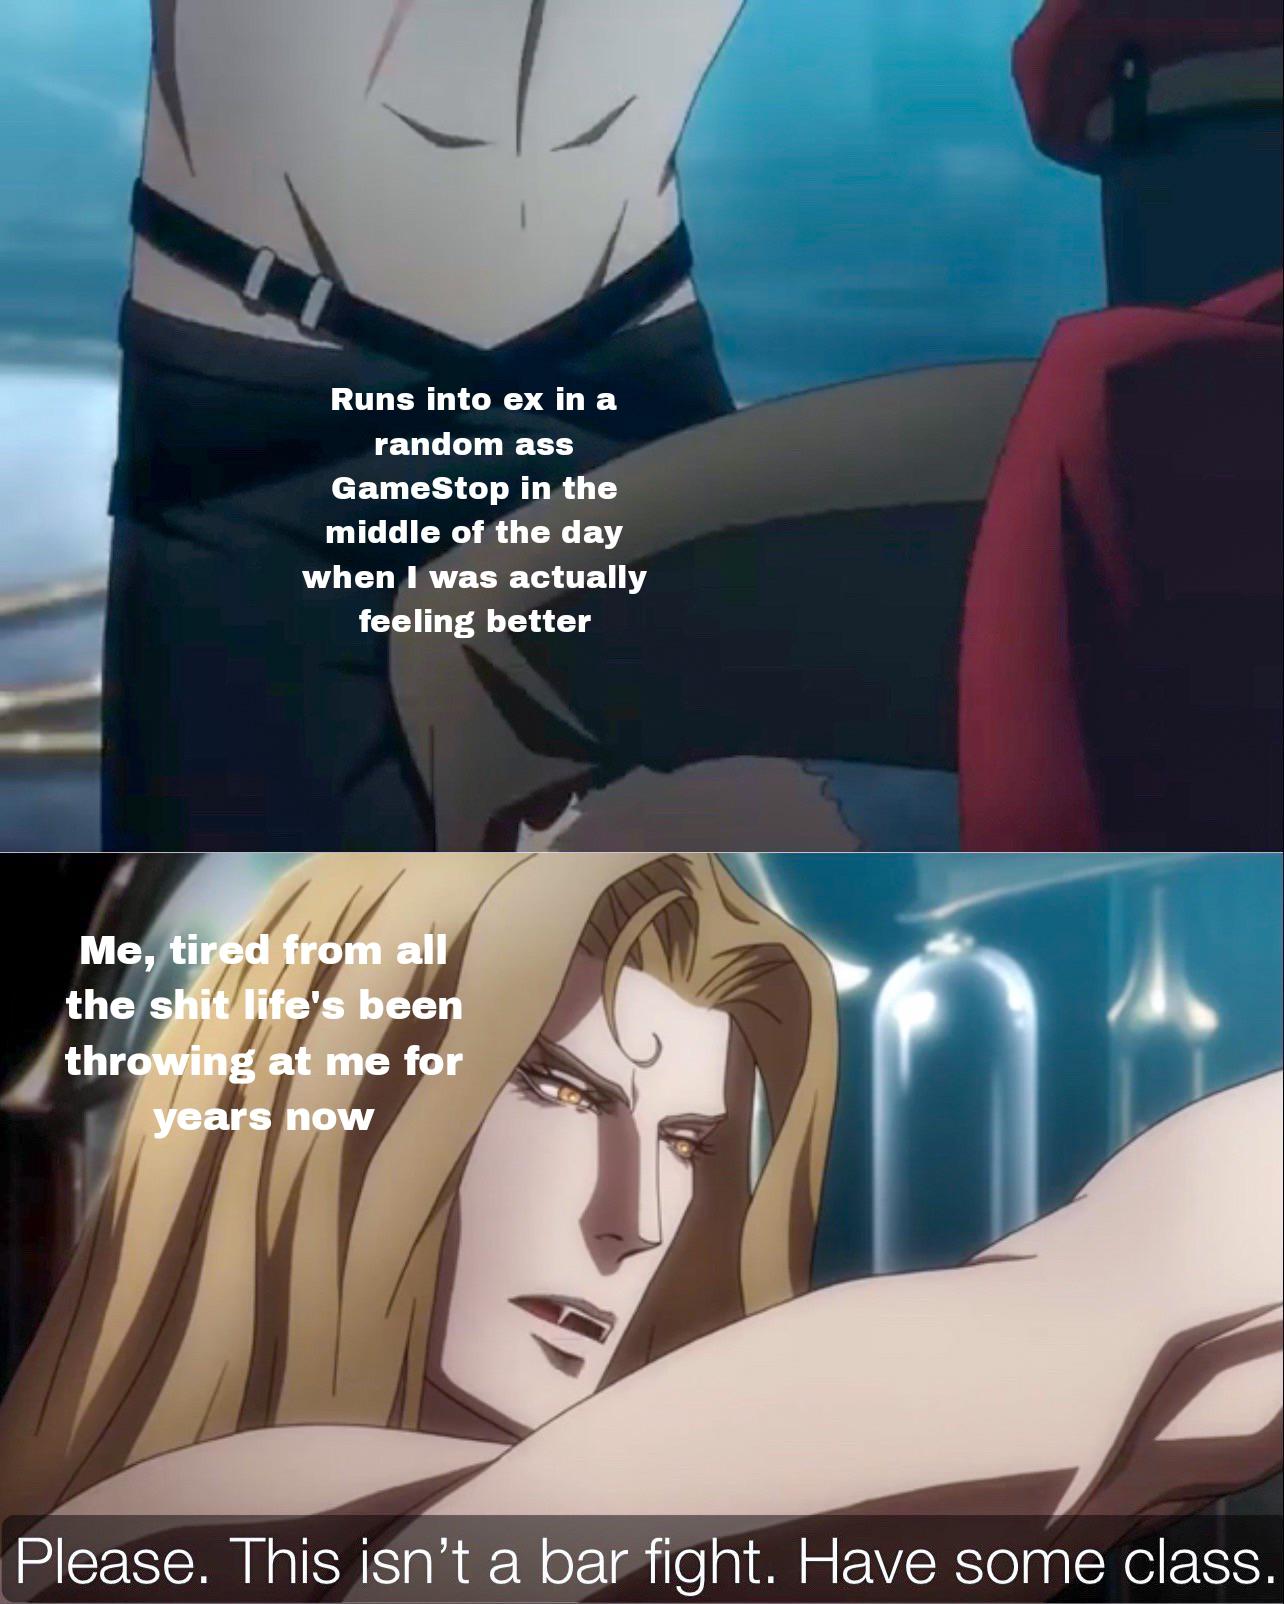 Runs into ex in a
random ass
GameStop in the
middle of the day
when I was actually
feeling better
Me, tired from all
the shit life's been
throwing at me for
years now
Please. This isn’t a bar fight. Have some class.